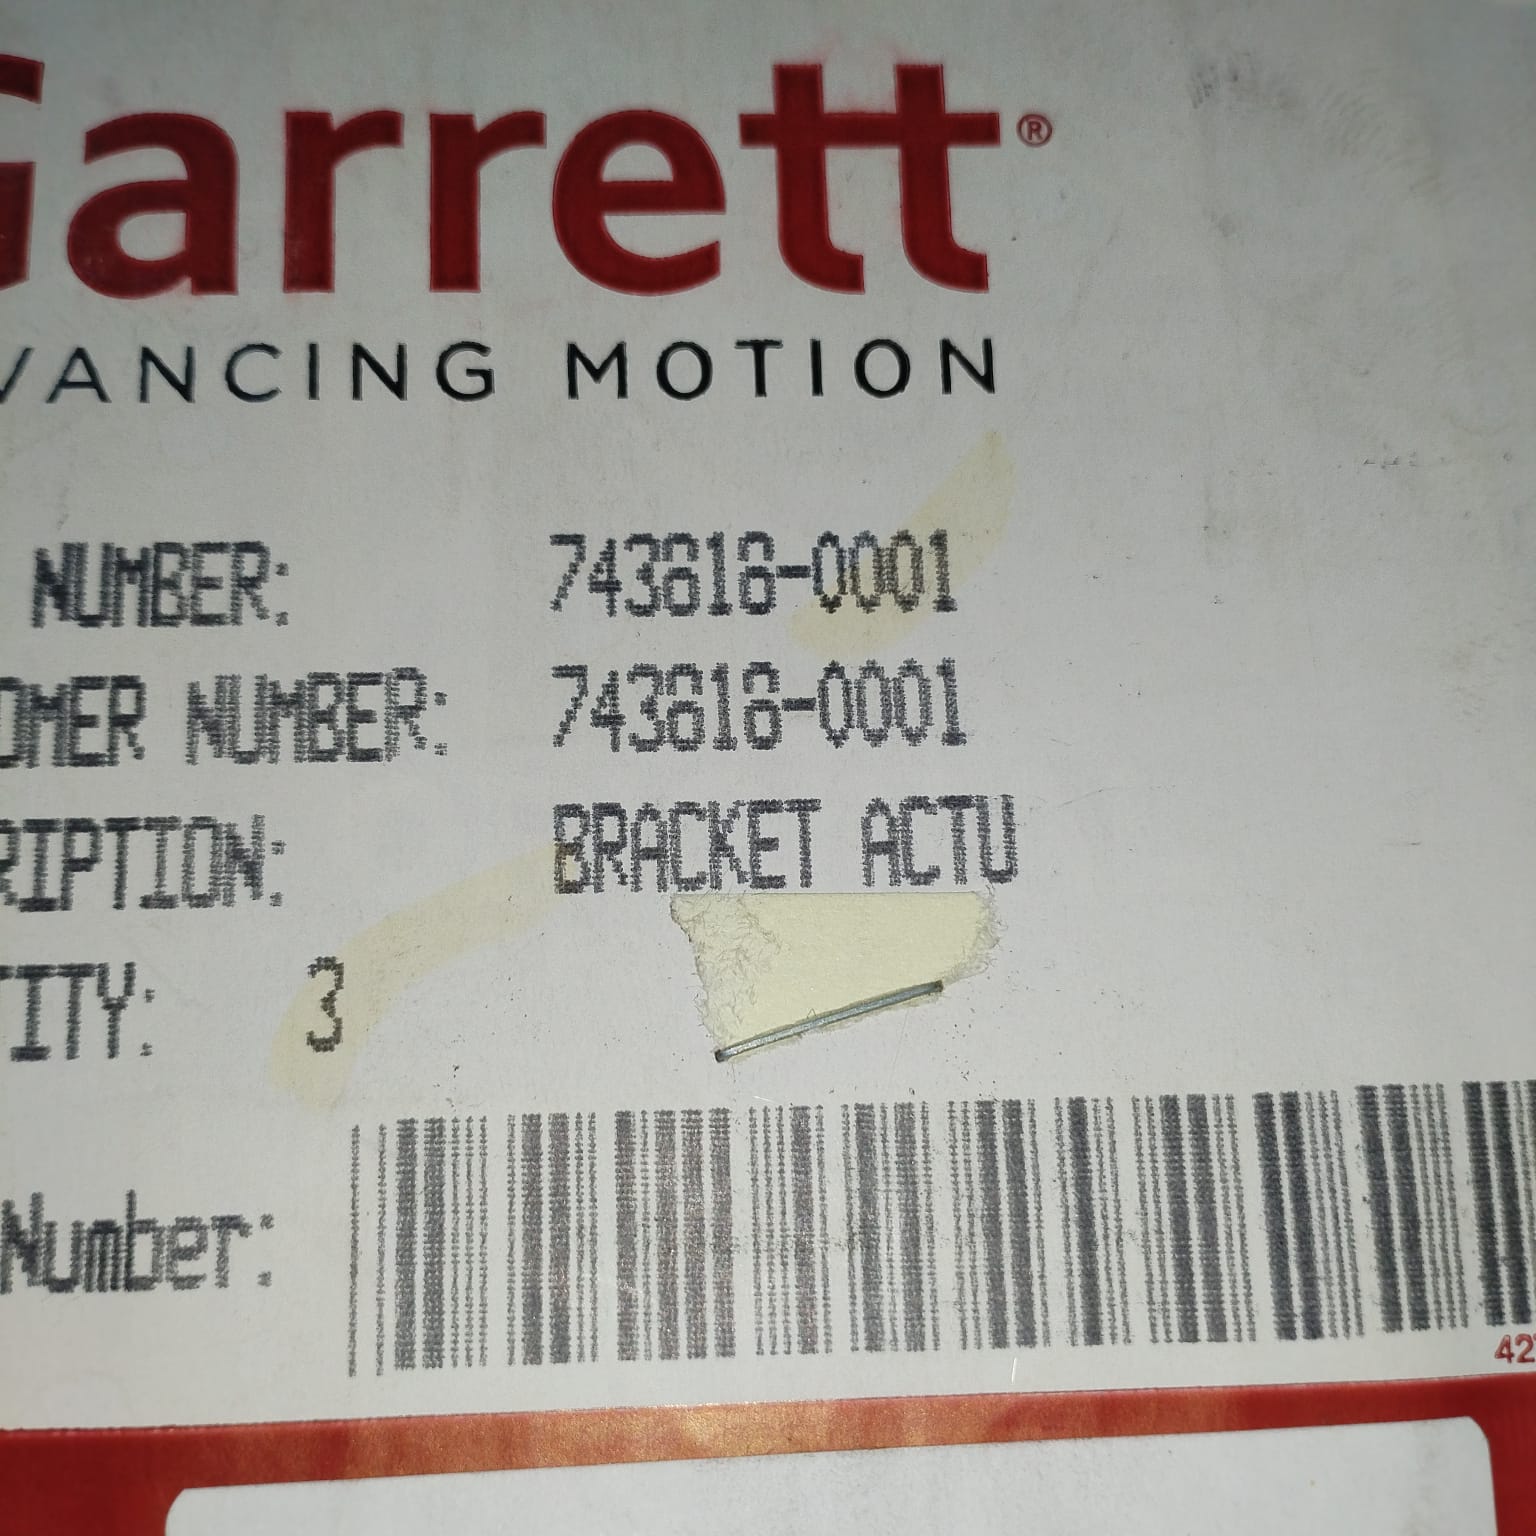 Garrett®
VANCING MOTION
NUMBER: 743818-0001
OMER NUMBER: 743818-0001
RIPTION: BRACKET ACTU
TITY: 3
Number:
42